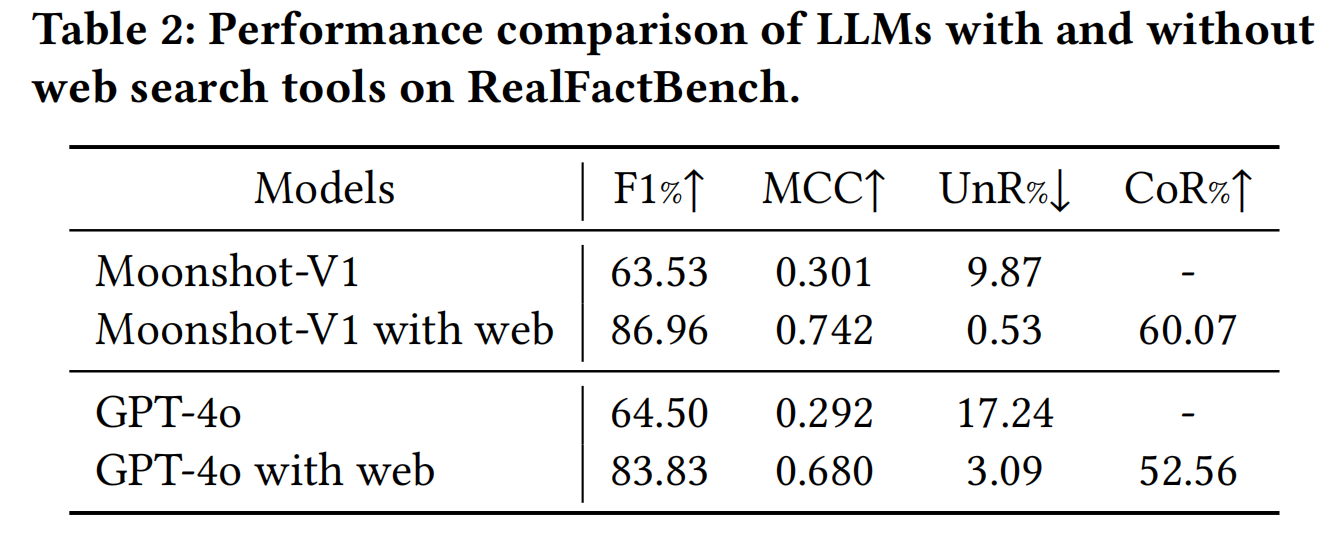 Table 2: Performance comparison of LLMs with and without
web search tools on RealFactBench.
Models F1%↑ MCC↑ UnR%↓ CoR%↑
Moonshot-V1 63.53 0.301 9.87 -
Moonshot-V1 with web 86.96 0.742 0.53 60.07
GPT-4o 64.50 0.292 17.24 -
GPT-4o with web 83.83 0.680 3.09 52.56